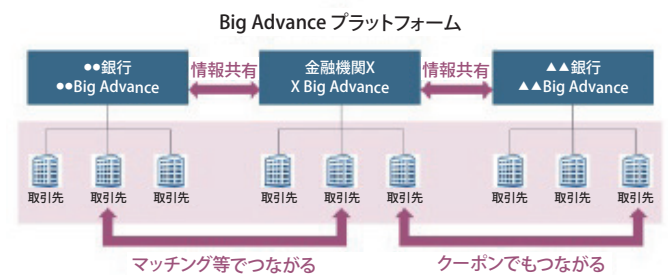 Big Advance プラットフォーム
●●銀行
●●Big Advance
情報共有
金融機関X
X Big Advance
情報共有
▲▲銀行
▲▲Big Advance
取引先 取引先 取引先 取引先 取引先 取引先 取引先 取引先 取引先
マッチング等でつながる クーポンでもつながる